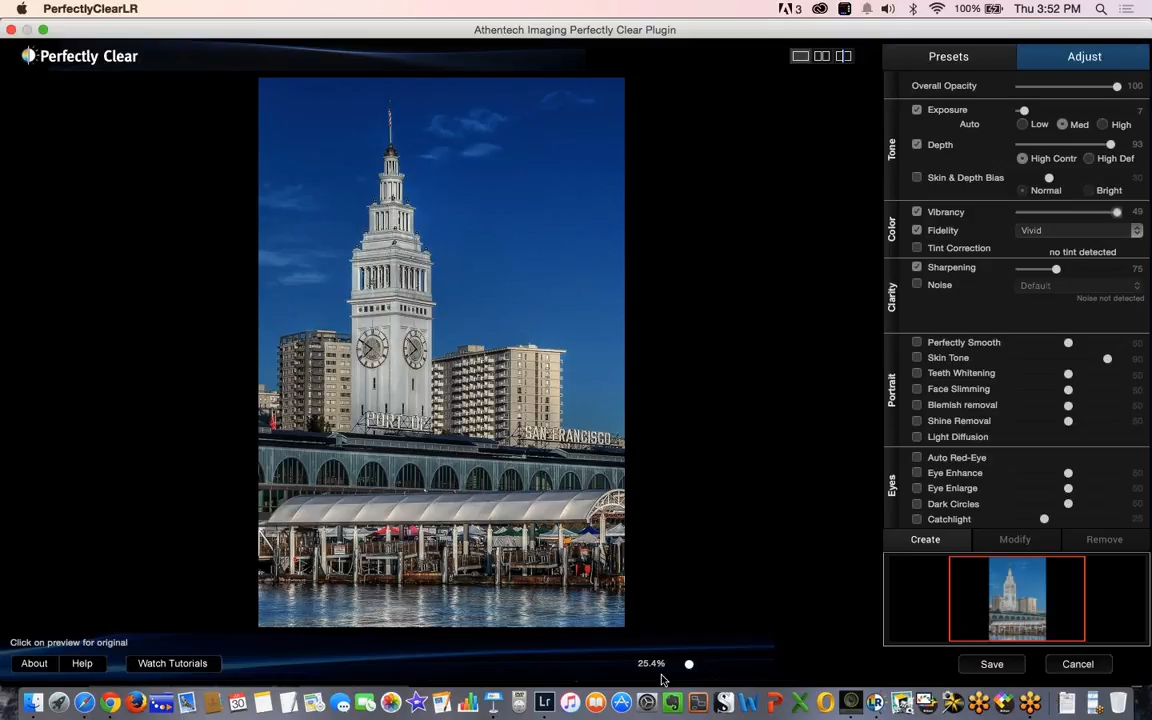 PerfectlyClearLR
3
100%
Thu 3:52 PM
Athentech Imaging Perfectly Clear Plugin
Perfectly Clear
Presets
Adjust
Overall Opacity
100
Tone
Exposure
7
Auto
Low
Med
High
Depth
93
High Contr
High Def
Skin & Depth Bias
Normal
Bright
Color
Vibrancy
49
Fidelity
Vivid
Tint Correction
no tint detected
Clarity
Sharpening
75
Noise
Default
Noise not detected
Portrait
Perfectly Smooth
Skin Tone
Teeth Whitening
Face Slimming
Blemish removal
Shine Removal
Light Diffusion
Eyes
Auto Red-Eye
Eye Enhance
Eye Enlarge
Dark Circles
Catchlight
Create
Modify
Remove
PORT OF
SAN FRANCISCO
Click on preview for original
About
Help
Watch Tutorials
25.4%
Save
Cancel
30
Lr